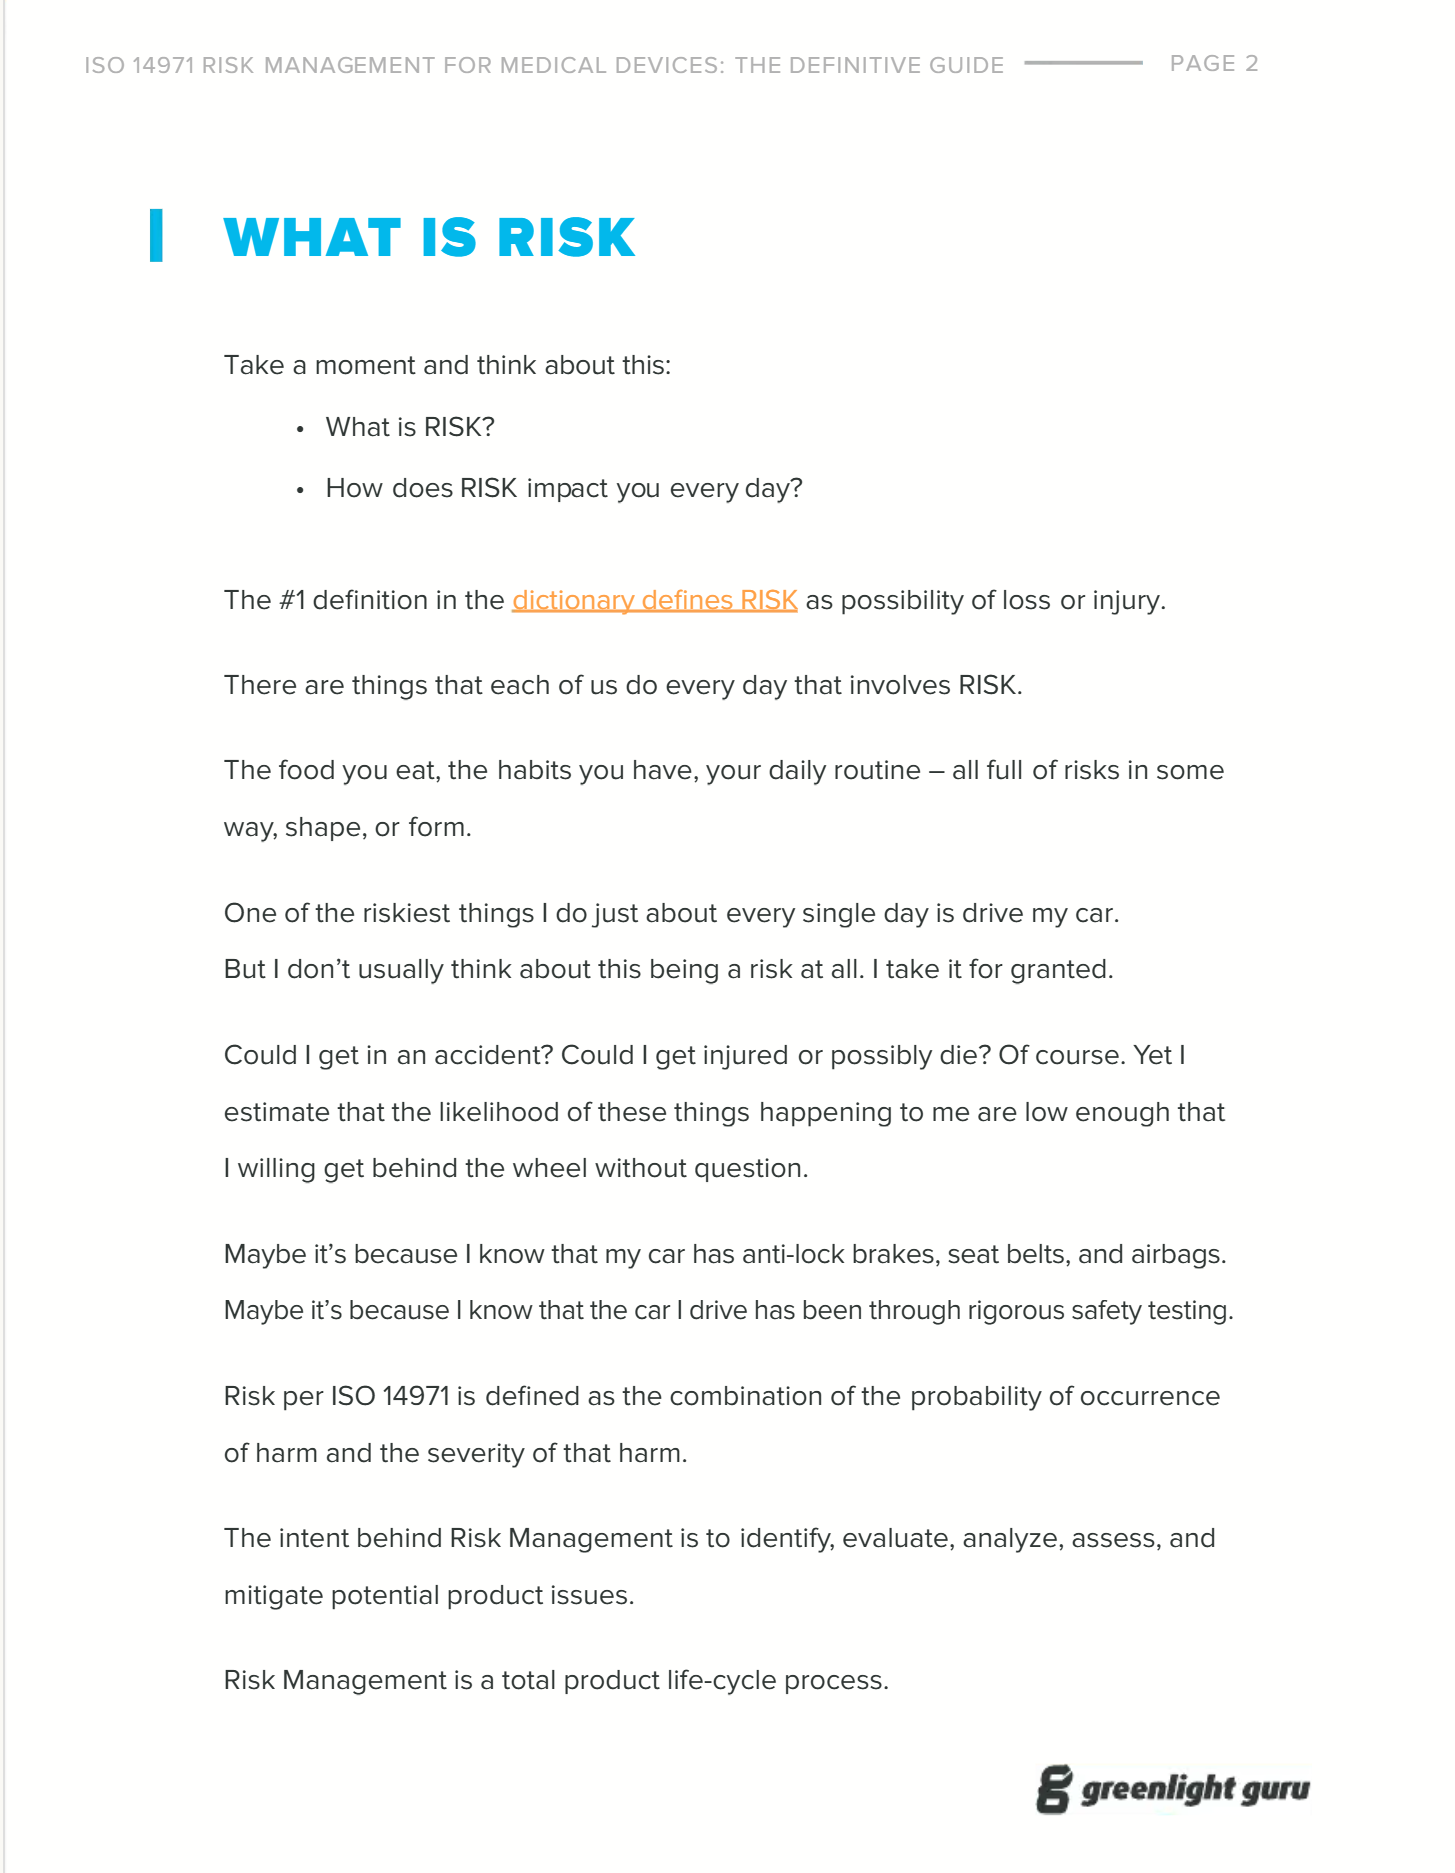 ISO 14971 RISK MANAGEMENT FOR MEDICAL DEVICES: THE DEFINITIVE GUIDE PAGE 2
WHAT IS RISK
Take a moment and think about this:
• What is RISK?
• How does RISK impact you every day?
The #1 definition in the dictionary defines RISK as possibility of loss or injury.
There are things that each of us do every day that involves RISK.
The food you eat, the habits you have, your daily routine – all full of risks in some
way, shape, or form.
One of the riskiest things I do just about every single day is drive my car.
But I don’t usually think about this being a risk at all. I take it for granted.
Could I get in an accident? Could I get injured or possibly die? Of course. Yet I
estimate that the likelihood of these things happening to me are low enough that
I willing get behind the wheel without question.
Maybe it’s because I know that my car has anti-lock brakes, seat belts, and airbags.
Maybe it’s because I know that the car I drive has been through rigorous safety testing.
Risk per ISO 14971 is defined as the combination of the probability of occurrence
of harm and the severity of that harm.
The intent behind Risk Management is to identify, evaluate, analyze, assess, and
mitigate potential product issues.
Risk Management is a total product life-cycle process.
greenlight guru